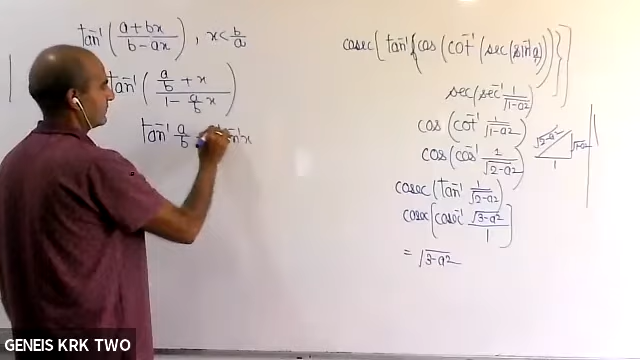 tan⁻¹(a+bx / b-ax), x < b/a
tan⁻¹(a/b + x / 1 - a/b x)
tan⁻¹ a/b
cosec{tan⁻¹{cos(cot⁻¹(sec(sin⁻¹a)))}}
sec(sec⁻¹ 1/√1-a²)
cos(cot⁻¹ 1/√1-a²)
cos(cos⁻¹ 1/√2-a²)
cosec(tan⁻¹ 1/√2-a²)
cosec[cosec⁻¹ √3-a²/1]
= √3-a²
√2-a²
√1-a²
1
GENEIS KRK TWO